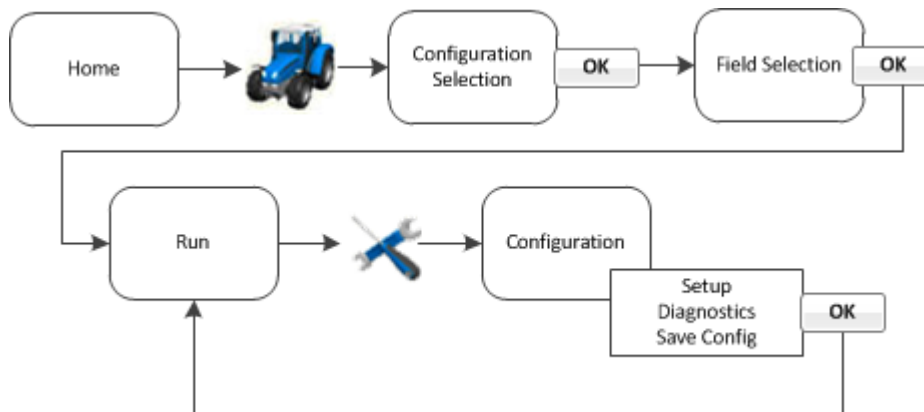 Home
Configuration
Selection
OK
Field Selection
OK
Run
Configuration
Setup
Diagnostics
Save Config
OK